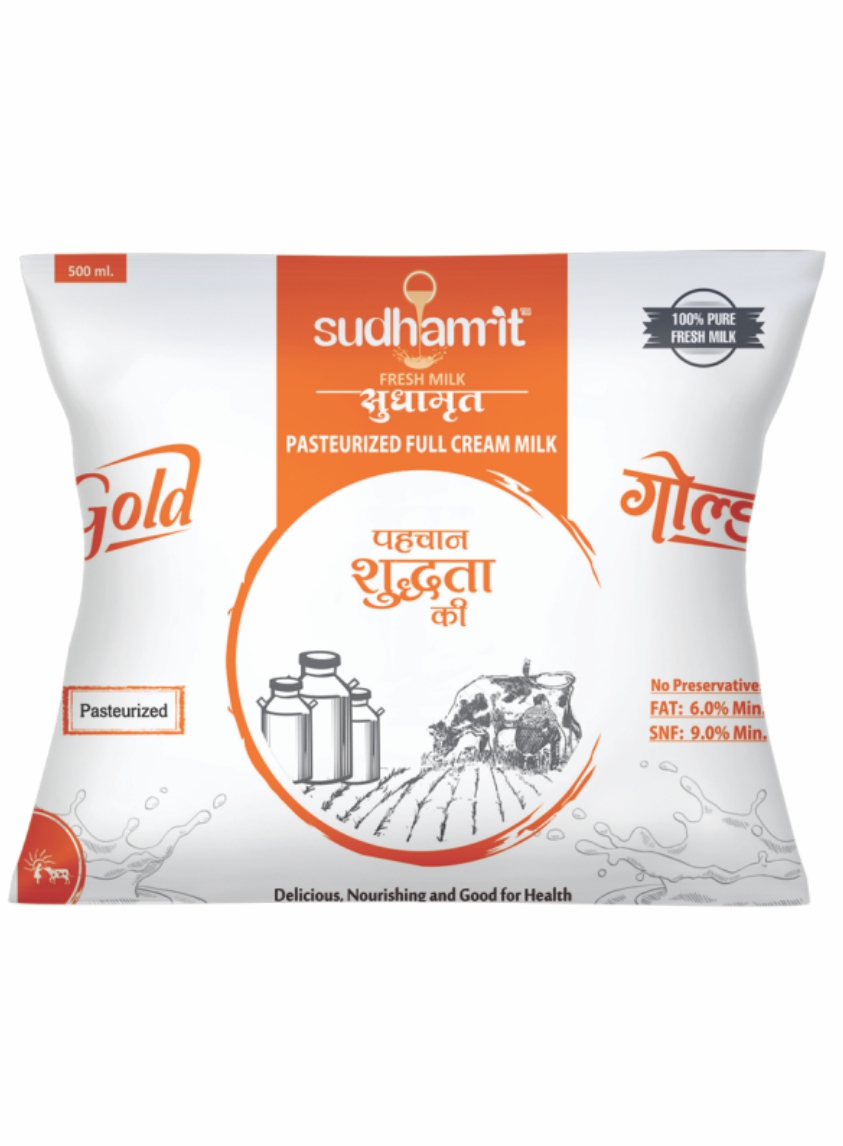 500 ml.
sudhamrit
FRESH MILK
सुधामृत
PASTEURIZED FULL CREAM MILK
100% PURE
FRESH MILK
Gold
गोल्ड
पहचान
शुद्धता
की
Pasteurized
No Preservative
FAT: 6.0% Min.
SNF: 9.0% Min.
Delicious, Nourishing and Good for Health